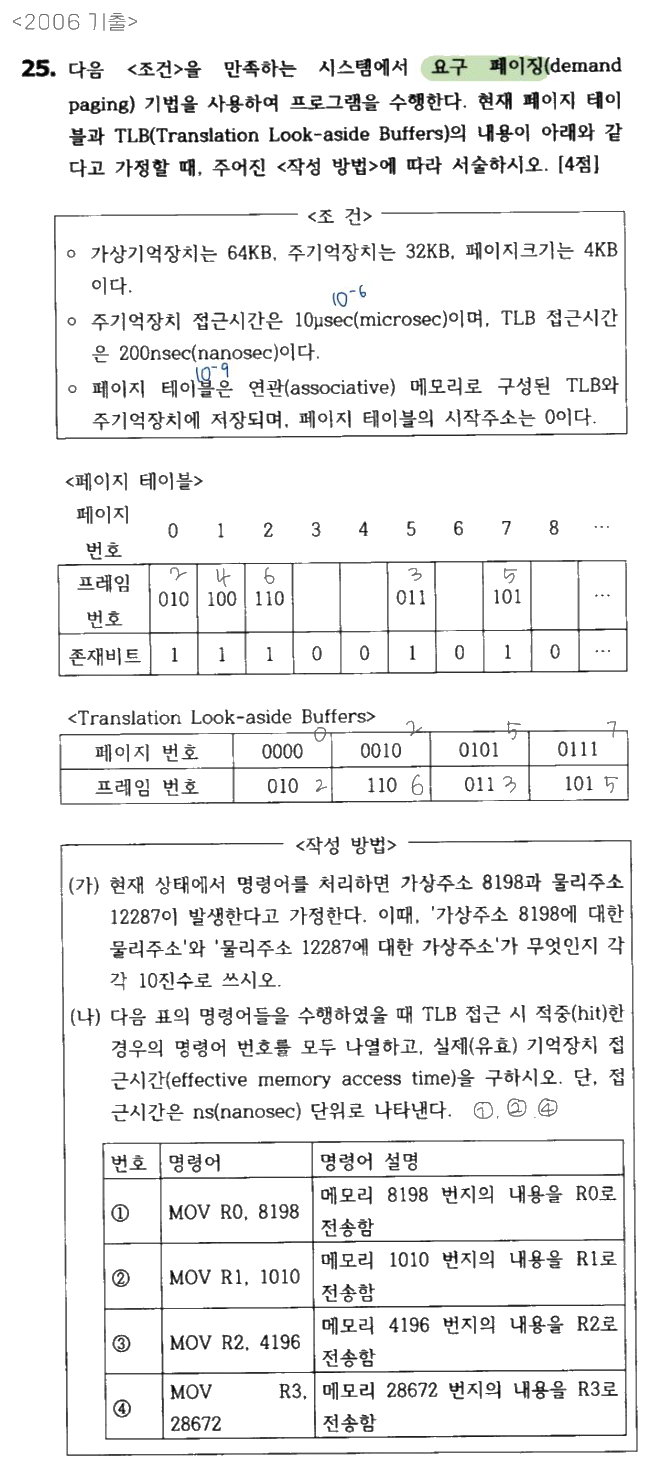 <2006 기출>
25. 다음 <조건>을 만족하는 시스템에서 요구 페이징(demand
paging) 기법을 사용하여 프로그램을 수행한다. 현재 페이지 테이
블과 TLB(Translation Look-aside Buffers)의 내용이 아래와 같
다고 가정할 때, 주어진 <작성 방법>에 따라 서술하시오. [4점]
<조 건>
○ 가상기억장치는 64KB, 주기억장치는 32KB, 페이지크기는 4KB
이다.
10⁻⁶
○ 주기억장치 접근시간은 10μsec(microsec)이며, TLB 접근시간
은 200nsec(nanosec)이다.
10⁻⁹
○ 페이지 테이블은 연관(associative) 메모리로 구성된 TLB와
주기억장치에 저장되며, 페이지 테이블의 시작주소는 0이다.
<페이지 테이블>
페이지
번호 0 1 2 3 4 5 6 7 8 …
2 4 6 3 5
프레임
번호 010 100 110 011 101 …
존재비트 1 1 1 0 0 1 0 1 0 …
<Translation Look-aside Buffers>
0 2 5 7
페이지 번호 0000 0010 0101 0111
프레임 번호 010 2 110 6 011 3 101 5
<작성 방법>
(가) 현재 상태에서 명령어를 처리하면 가상주소 8198과 물리주소
12287이 발생한다고 가정한다. 이때, '가상주소 8198에 대한
물리주소'와 '물리주소 12287에 대한 가상주소'가 무엇인지 각
각 10진수로 쓰시오.
(나) 다음 표의 명령어들을 수행하였을 때 TLB 접근 시 적중(hit)한
경우의 명령어 번호를 모두 나열하고, 실제(유효) 기억장치 접
근시간(effective memory access time)을 구하시오. 단, 접
근시간은 ns(nanosec) 단위로 나타낸다. ①, ② ④
번호 명령어 명령어 설명
① MOV R0, 8198 메모리 8198 번지의 내용을 R0로
전송함
② MOV R1, 1010 메모리 1010 번지의 내용을 R1로
전송함
③ MOV R2, 4196 메모리 4196 번지의 내용을 R2로
전송함
④ MOV R3, 메모리 28672 번지의 내용을 R3로
28672 전송함